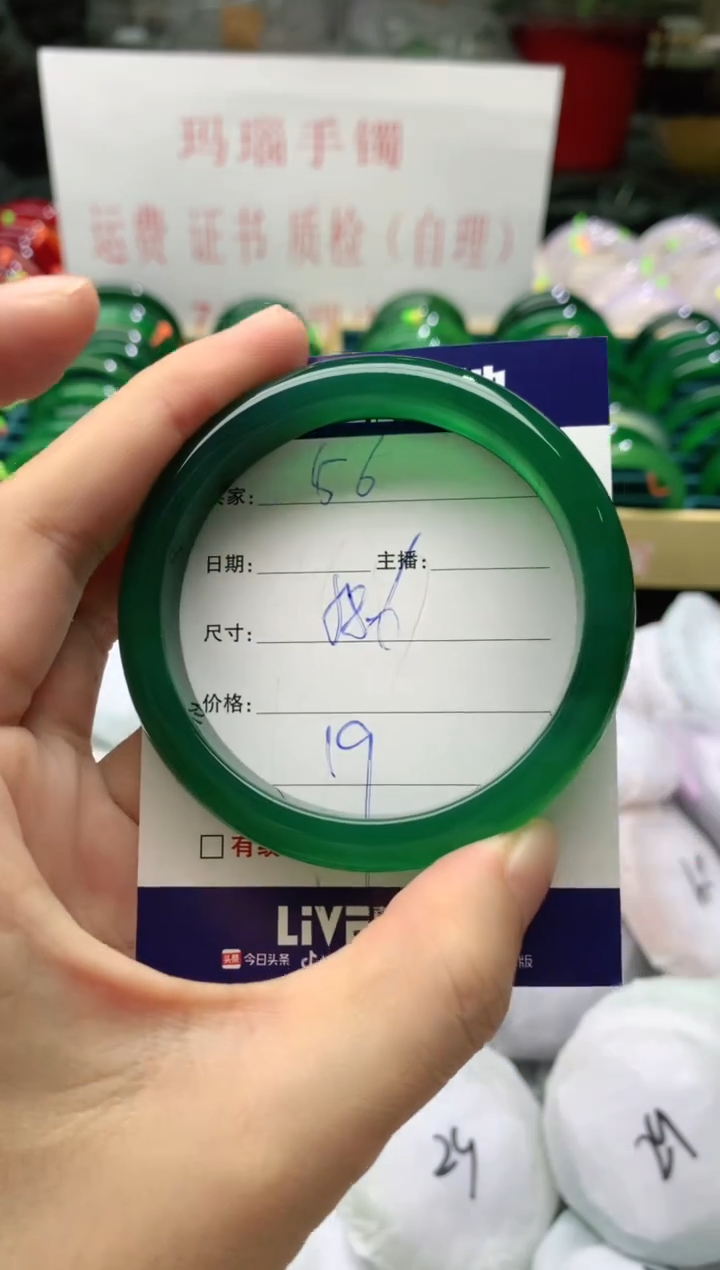 玛瑙手镯
运费 证书 质检（自理）
56
家：
日期： 主播：
尺寸：
价格：
19
有
LiVE
今日头条
版
24
24